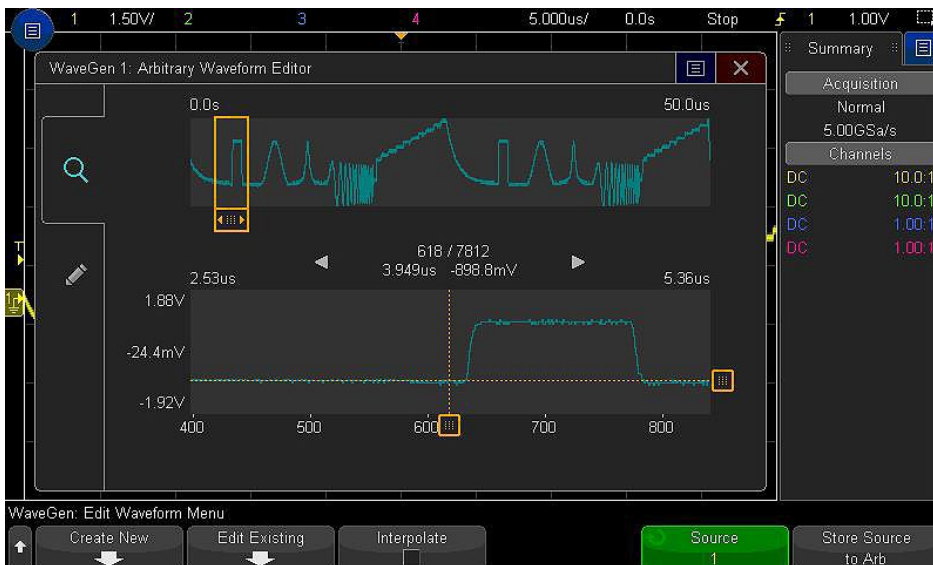 1 1.50V/ 2 3 4 5.000us/ 0.0s Stop 1 1.00V
Summary
WaveGen 1: Arbitrary Waveform Editor
Acquisition
Normal
5.00GSa/s
Channels
DC 10.0:1
DC 10.0:1
DC 1.00:1
DC 1.00:1
0.0s 50.0us
618 / 7812
3.949us -898.8mV
2.53us 5.36us
1.88V
-24.4mV
-1.92V
400 500 600 700 800
T
1
WaveGen: Edit Waveform Menu
Create New Edit Existing Interpolate Source Store Source
1 to Arb